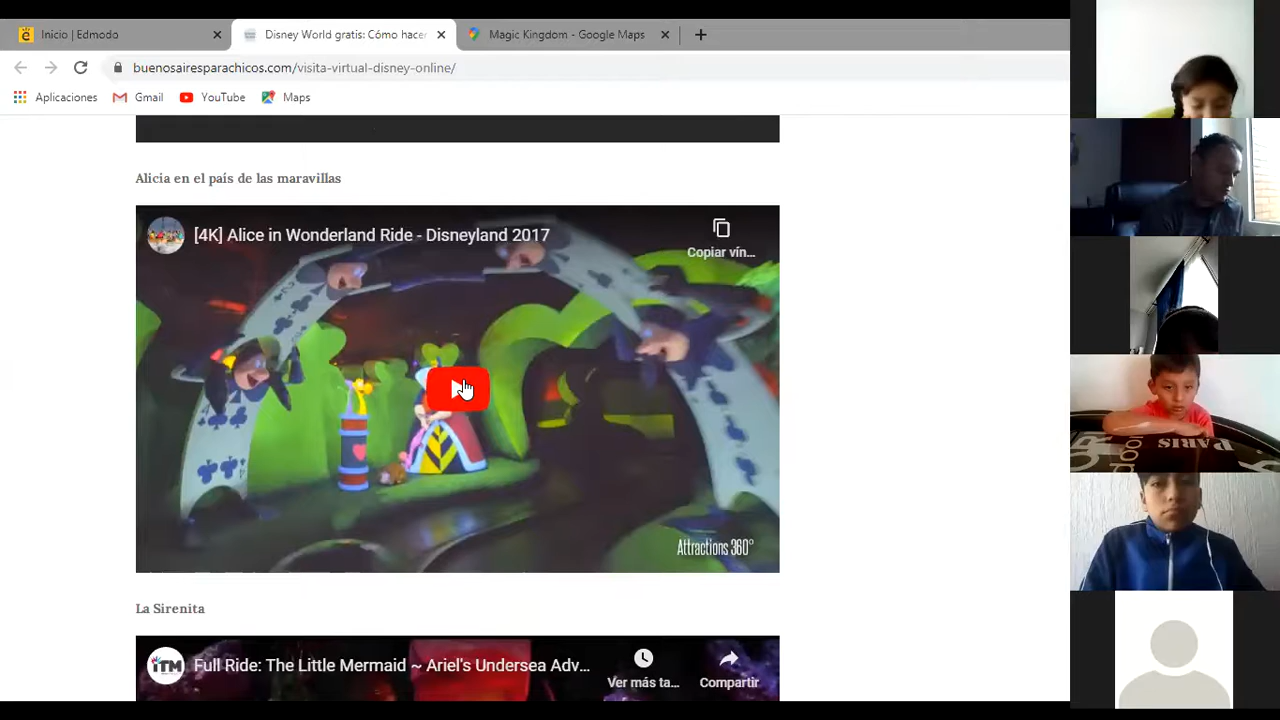 Inicio | Edmodo
Disney World gratis: Cómo hacer
Magic Kingdom - Google Maps
buenosairesparachicos.com/visita-virtual-disney-online/
Aplicaciones Gmail YouTube Maps
Alicia en el país de las maravillas
[4K] Alice in Wonderland Ride - Disneyland 2017
Copiar vín...
Attractions 360°
La Sirenita
iTM
Full Ride: The Little Mermaid ~ Ariel's Undersea Adv...
Ver más ta...
Compartir
PARIS